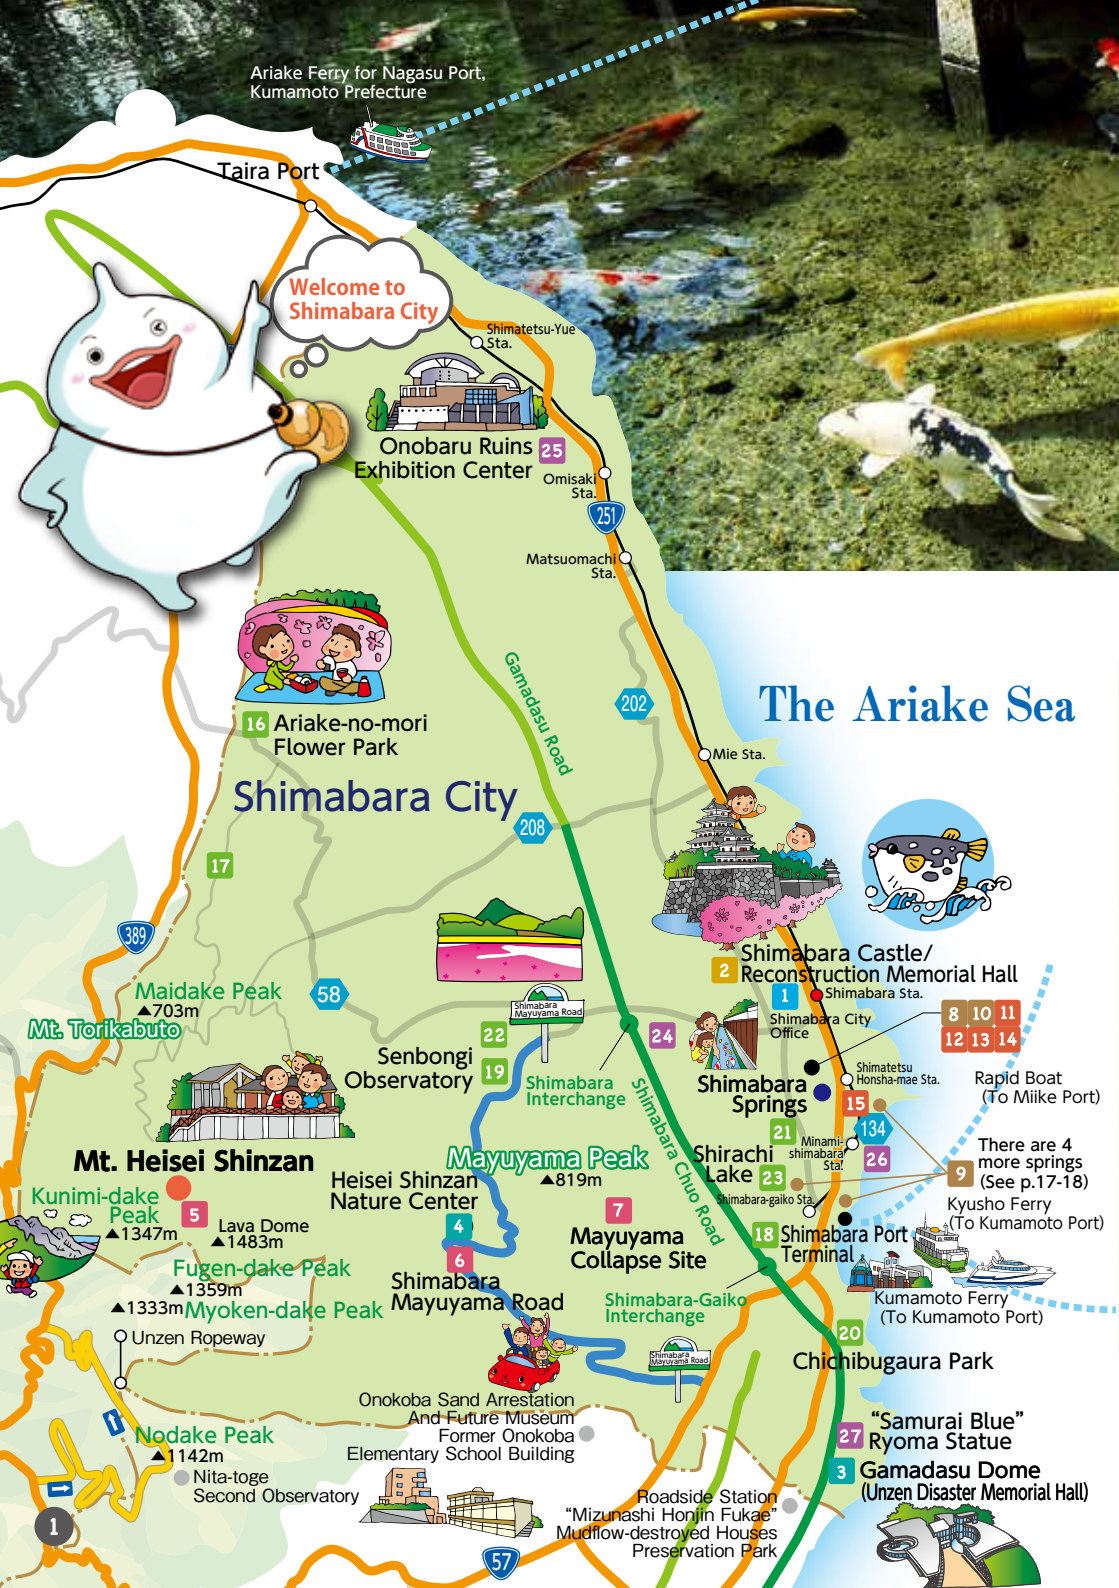 Ariake Ferry for Nagasu Port,
Kumamoto Prefecture
Taira Port
Welcome to
Shimabara City
Shimatetsu-Yue
Sta.
Onobaru Ruins
Exhibition Center
25
Omisaki
Sta.
251
Matsuomachi
Sta.
Gamadasu Road
202
The Ariake Sea
16
Ariake-no-mori
Flower Park
Mie Sta.
Shimabara City
208
17
389
2
Shimabara Castle/
Reconstruction Memorial Hall
Maidake Peak
▲703m
58
1
Shimabara Sta.
Shimabara City
Office
8 10 11
12 13 14
Mt. Torikabuto
Shimabara
Mayuyama Road
22
Senbongi
Observatory
19
24
Shimabara
Interchange
Shimabara
Springs
Shimatetsu
Honsha-mae Sta.
Rapid Boat
(To Miike Port)
15
134
21
Minami-
shimabara
Sta.
26
There are 4
more springs
(See p.17-18)
9
Shimabara Chuo Road
Mt. Heisei Shinzan
Mayuyama Peak
▲819m
Shirachi
Lake
23
Heisei Shinzan
Nature Center
4
Kunimi-dake
Peak
▲1347m
5
Lava Dome
▲1483m
7
Mayuyama
Collapse Site
Shimabara-gaiko Sta.
Kyusho Ferry
(To Kumamoto Port)
18
Shimabara Port
Terminal
6
Shimabara
Mayuyama Road
Fugen-dake Peak
▲1359m
▲1333m
Myoken-dake Peak
Shimabara-Gaiko
Interchange
Kumamoto Ferry
(To Kumamoto Port)
Unzen Ropeway
20
Chichibugaura Park
Shimabara
Mayuyama Road
Onokoba Sand Arrestation
And Future Museum
Former Onokoba
Elementary School Building
Nodake Peak
▲1142m
Nita-toge
Second Observatory
27
“Samurai Blue”
Ryoma Statue
3
Gamadasu Dome
(Unzen Disaster Memorial Hall)
Roadside Station
“Mizunashi Honjin Fukae”
Mudflow-destroyed Houses
Preservation Park
57
1